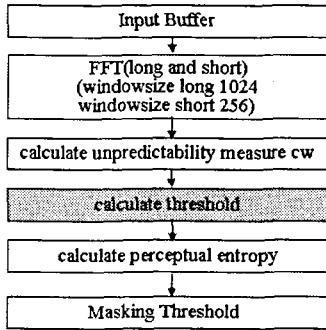 Input Buffer
FFT(long and short)
(windowsize long 1024
windowsize short 256)
calculate unpredictability measure cw
calculate threshold
calculate perceptual entropy
Masking Threshold